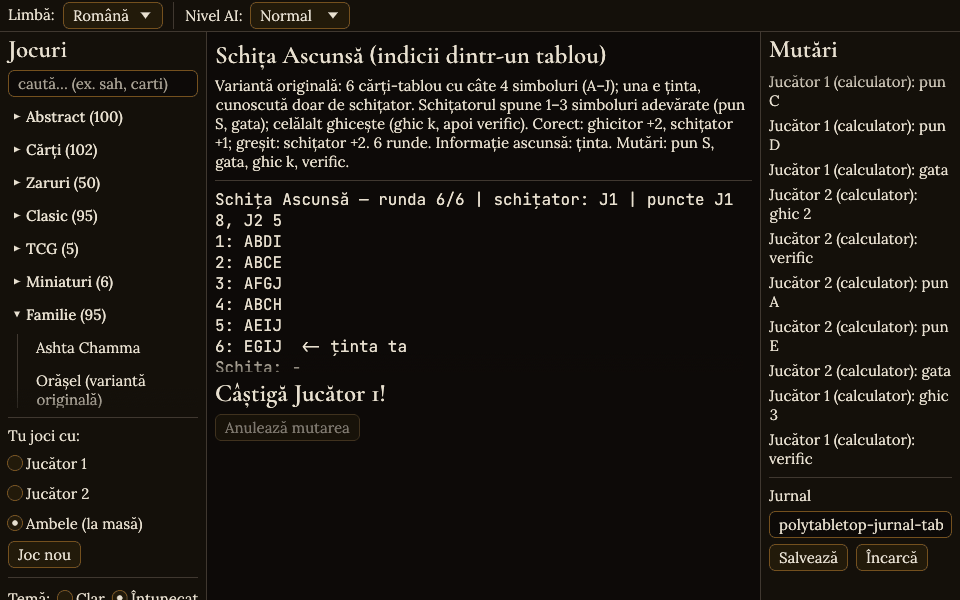 Limbă: Română ▼ Nivel AI: Normal ▼
Jocuri
caută... (ex. sah, carti)
▸ Abstract (100)
▸ Cărți (102)
▸ Zaruri (50)
▸ Clasic (95)
▸ TCG (5)
▸ Miniaturi (6)
▾ Familie (95)
Ashta Chamma
Orășel (variantă
originală)
Tu joci cu:
Jucător 1
Jucător 2
Ambele (la masă)
Joc nou
Temă: Clar Întunecat
Schița Ascunsă (indicii dintr-un tablou)
Variantă originală: 6 cărți-tablou cu câte 4 simboluri (A–J); una e ținta,
cunoscută doar de schițator. Schițatorul spune 1–3 simboluri adevărate (pun
S, gata); celălalt ghicește (ghic k, apoi verific). Corect: ghicitor +2, schițator
+1; greșit: schițator +2. 6 runde. Informație ascunsă: ținta. Mutări: pun S,
gata, ghic k, verific.
Schița Ascunsă — runda 6/6 | schițator: J1 | puncte J1
8, J2 5
1: ABDI
2: ABCE
3: AFGJ
4: ABCH
5: AEIJ
6: EGIJ ← ținta ta
Schița: -
Câștigă Jucător 1!
Anulează mutarea
Mutări
Jucător 1 (calculator): pun
C
Jucător 1 (calculator): pun
D
Jucător 1 (calculator): gata
Jucător 2 (calculator):
ghic 2
Jucător 2 (calculator):
verific
Jucător 2 (calculator): pun
A
Jucător 2 (calculator): pun
E
Jucător 2 (calculator): gata
Jucător 1 (calculator): ghic
3
Jucător 1 (calculator):
verific
Jurnal
polytabletop-jurnal-tab
Salvează Încarcă